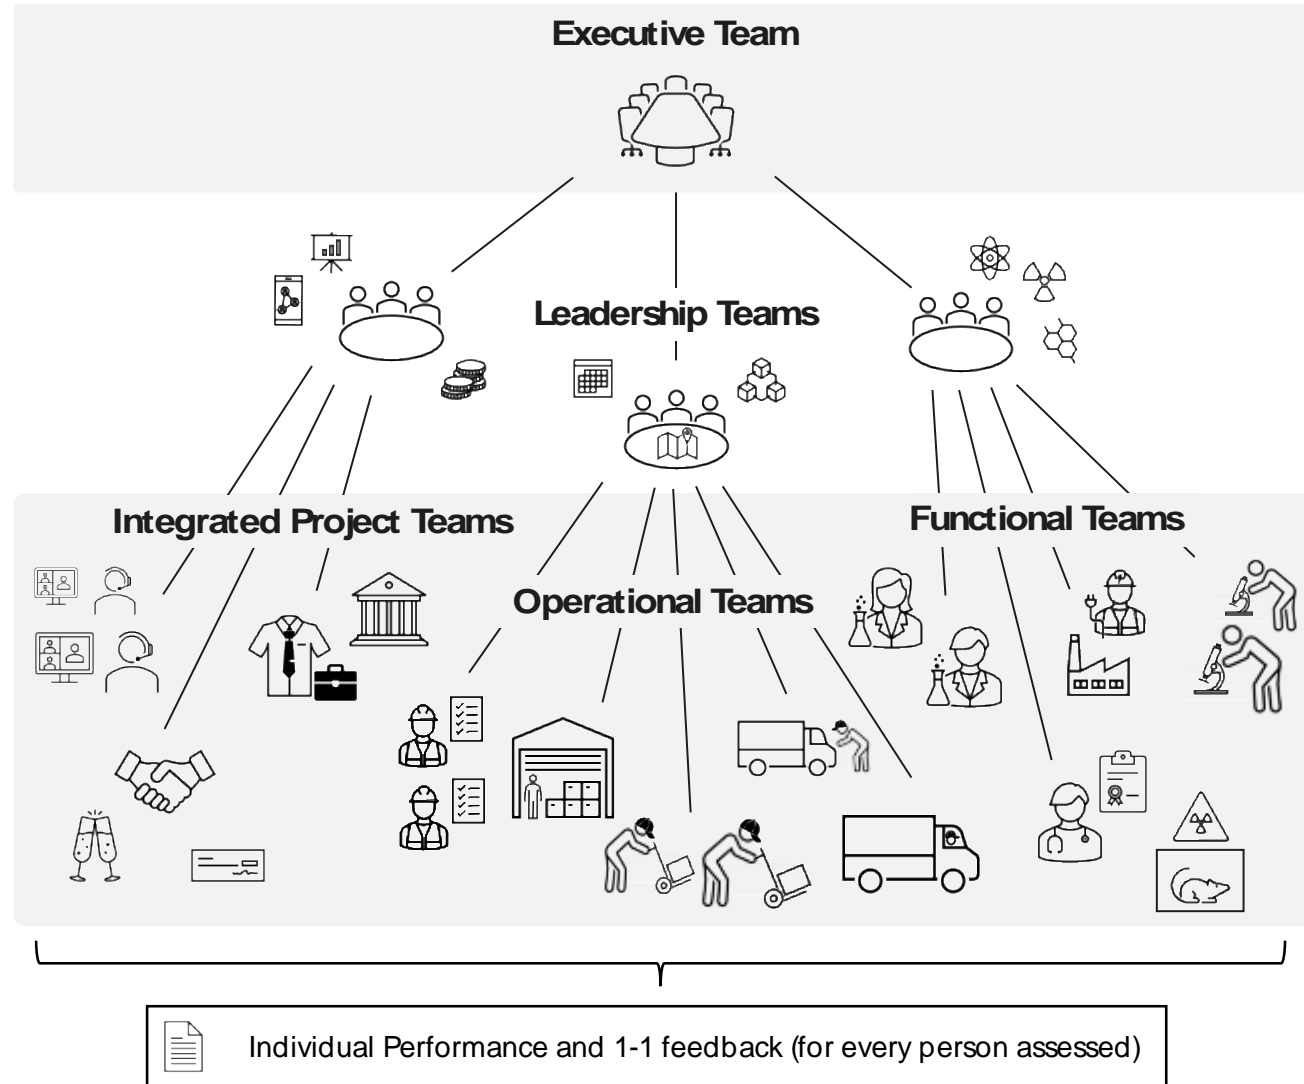 Executive Team
Leadership Teams
Integrated Project Teams
Functional Teams
Operational Teams
Individual Performance and 1-1 feedback (for every person assessed)